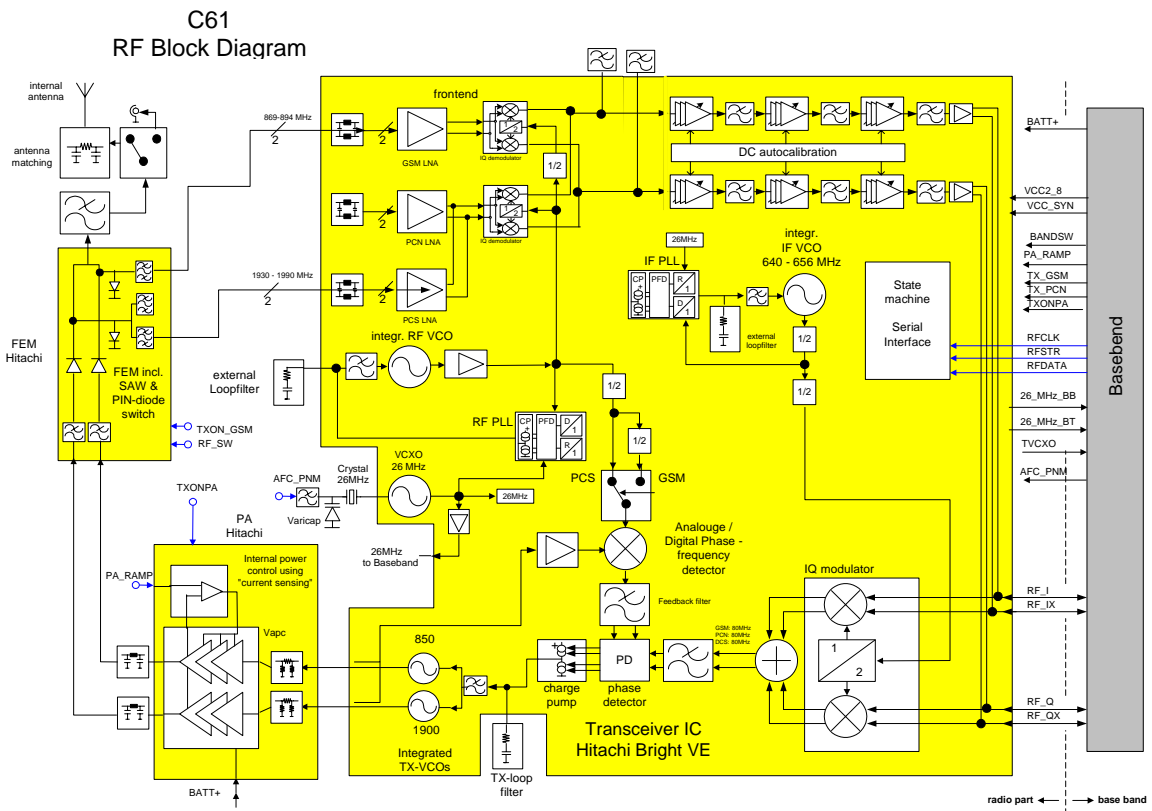 C61
RF Block Diagram
internal
antenna
antenna
matching
869-894 MHz
2
frontend
GSM LNA
1
2
IQ demodulator
1/2
2
PCN LNA
1
2
IQ demodulator
1930 - 1990 MHz
2
2
PCS LNA
DC autocalibration
integr.
IF VCO
640 - 656 MHz
26MHz
IF PLL
CP
+
PFD
R
1
D
1
external
loopfilter
1/2
1/2
State
machine
Serial
Interface
BATT+
VCC2_8
VCC_SYN
BANDSW
PA_RAMP
TX_GSM
TX_PCN
TXONPA
RFCLK
RFSTR
RFDATA
26_MHz_BB
26_MHz_BT
TVCXO
AFC_PNM
RF_I
RF_IX
RF_Q
RF_QX
Basebend
FEM
Hitachi
FEM incl.
SAW &
PIN-diode
switch
TXON_GSM
RF_SW
integr. RF VCO
external
Loopfilter
RF PLL
CP
+
PFD
D
1
R
1
1/2
1/2
PCS
GSM
VCXO
26 MHz
Crystal
26MHz
AFC_PNM
Varicap
26MHz
26MHz
to Baseband
Analouge /
Digital Phase -
frequency
detector
Feedback filter
TXONPA
PA
Hitachi
PA_RAMP
Internal power
control using
"current sensing"
Vapc
850
1900
Integrated
TX-VCOs
TX-loop
filter
+
charge
pump
PD
phase
detector
GSM: 80MHz
PCN: 80MHz
DCS: 80MHz
IQ modulator
1
2
Transceiver IC
Hitachi Bright VE
BATT+
radio part
base band